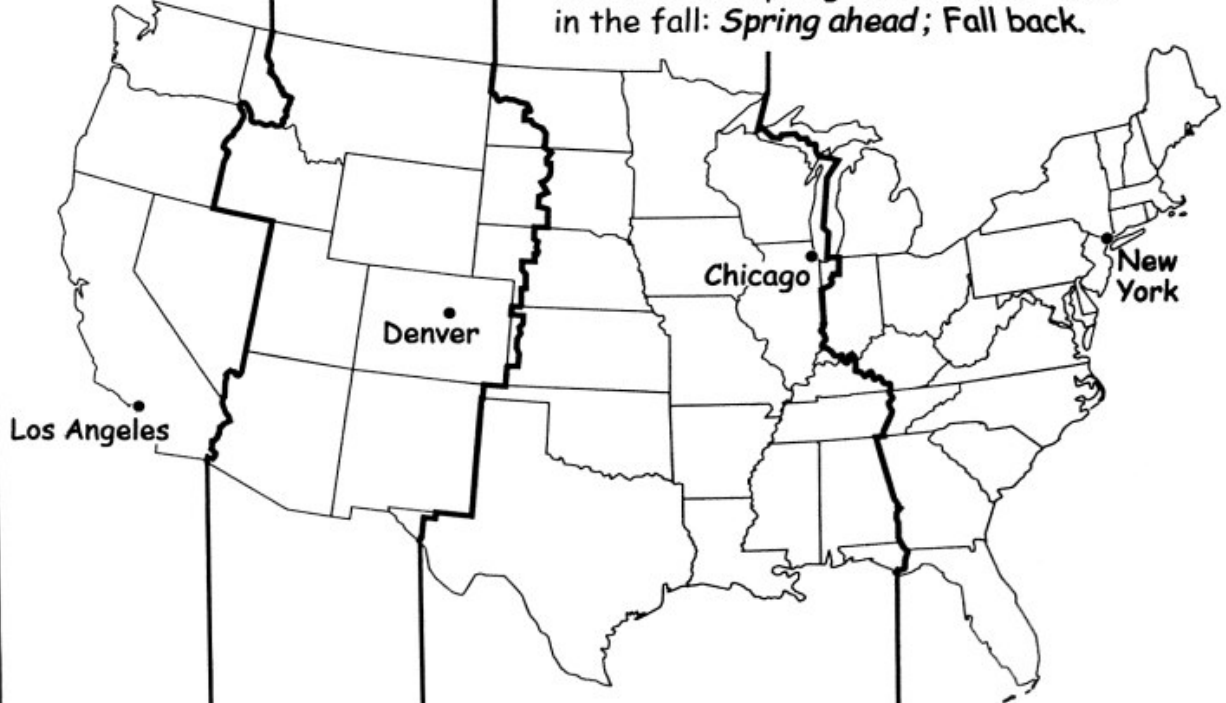 in the fall: Spring ahead; Fall back.
Chicago
New
York
Denver
Los Angeles